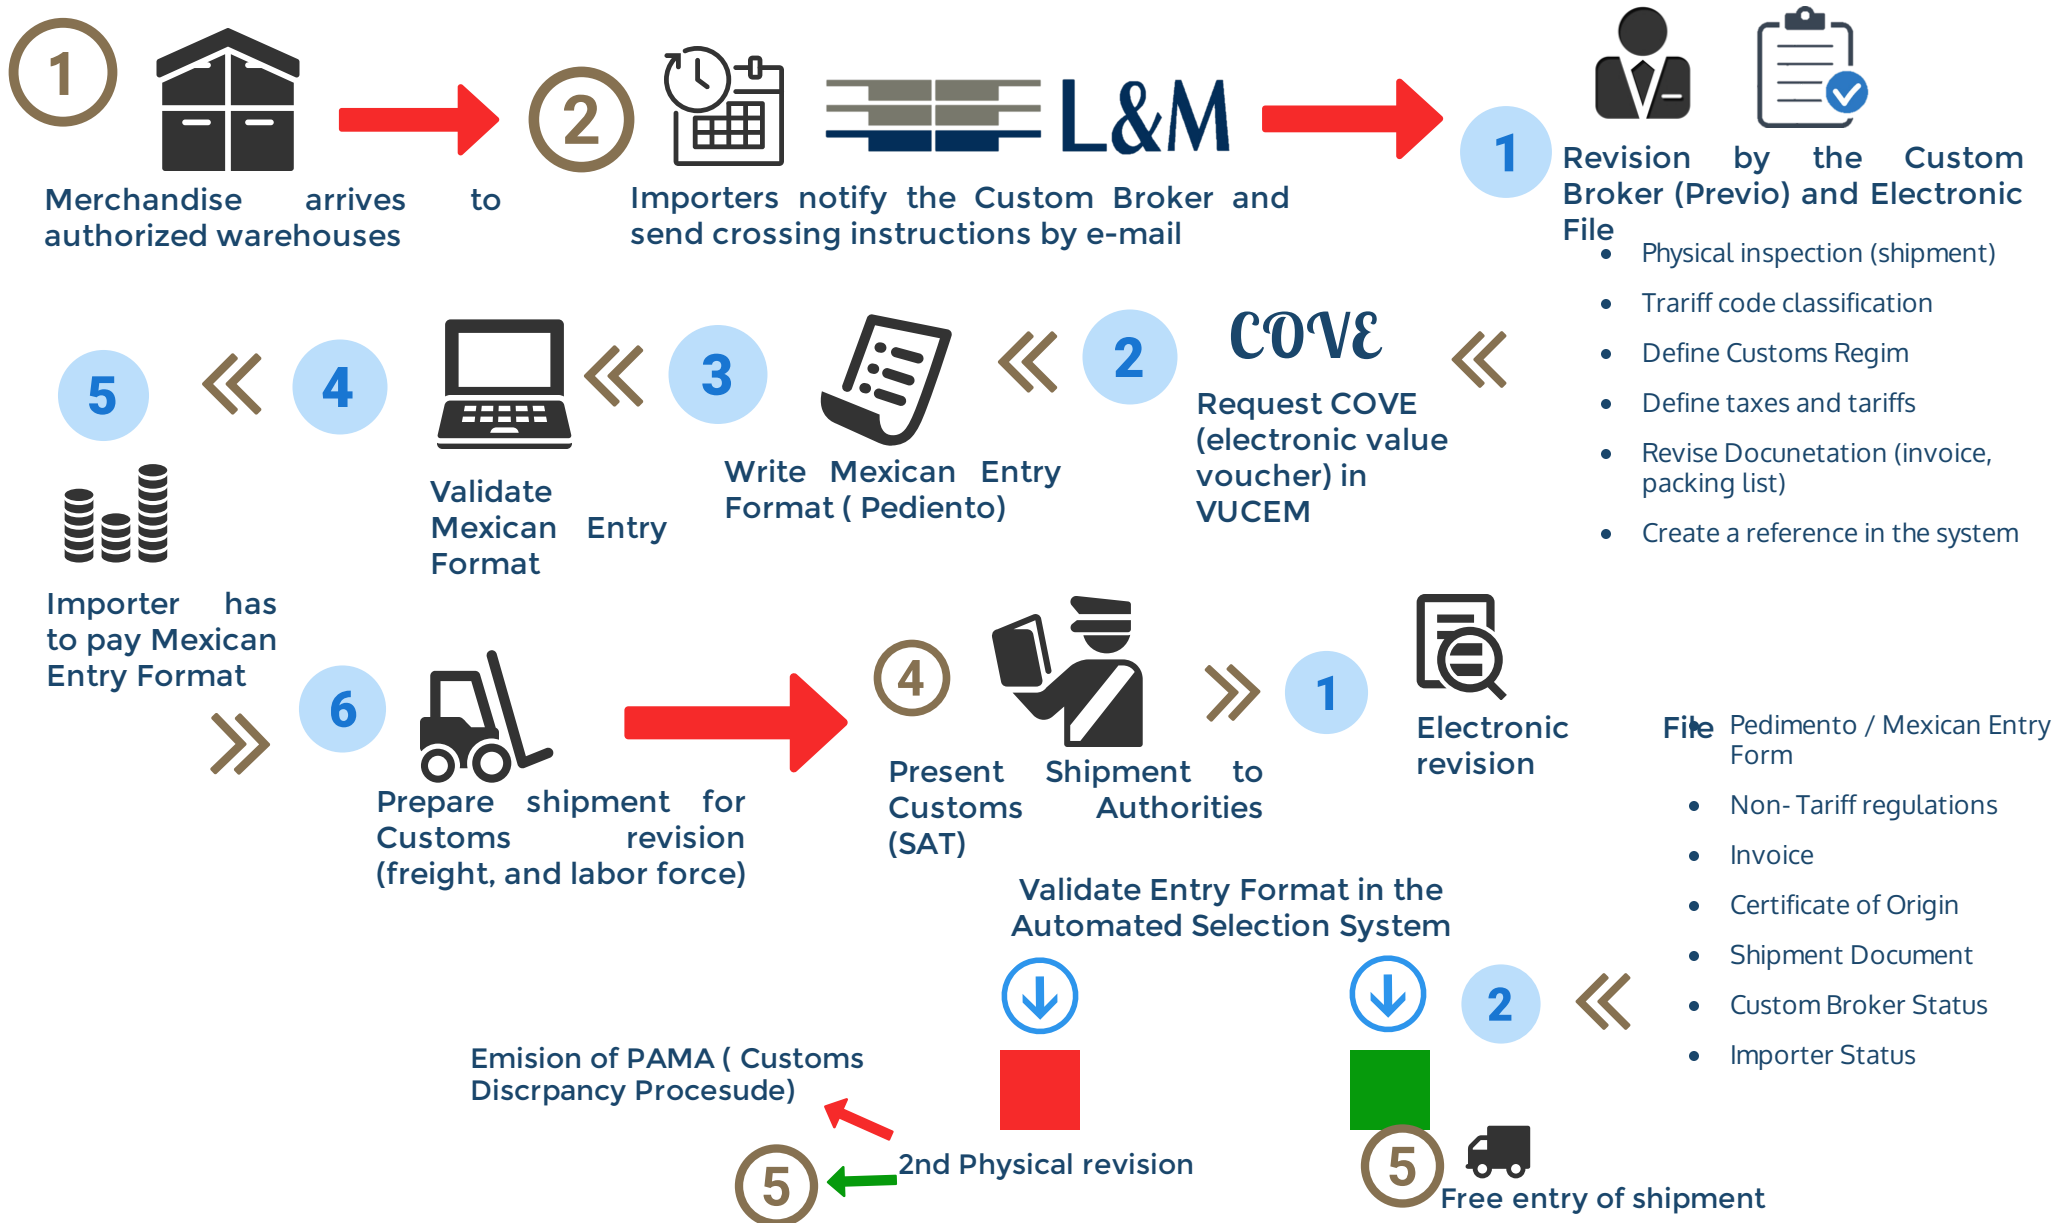 1
Merchandise arrives to
authorized warehouses
2
L&M
Importers notify the Custom Broker and
send crossing instructions by e-mail
1
Revision by the Custom
Broker (Previo) and Electronic
File
• Physical inspection (shipment)
• Trariff code classification
• Define Customs Regim
• Define taxes and tariffs
• Revise Docunetation (invoice,
packing list)
• Create a reference in the system
2
COVE
Request COVE
(electronic value
voucher) in
VUCEM
3
Write Mexican Entry
Format ( Pediento)
4
Validate
Mexican Entry
Format
5
Importer has
to pay Mexican
Entry Format
6
Prepare shipment for
Customs revision
(freight, and labor force)
4
Present Shipment to
Customs Authorities
(SAT)
1
Electronic File
revision
• Pedimento / Mexican Entry
Form
• Non- Tariff regulations
• Invoice
• Certificate of Origin
• Shipment Document
• Custom Broker Status
• Importer Status
2
Validate Entry Format in the
Automated Selection System
Emision of PAMA ( Customs
Discrpancy Procesude)
2nd Physical revision
5
5
Free entry of shipment